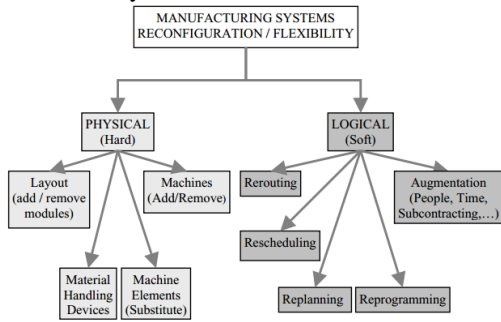 MANUFACTURING SYSTEMS
RECONFIGURATION / FLEXIBILITY
PHYSICAL
(Hard)
LOGICAL
(Soft)
Layout
(add / remove
modules)
Machines
(Add/Remove)
Rerouting
Augmentation
(People, Time,
Subcontracting,...)
Rescheduling
Material
Handling
Devices
Machine
Elements
(Substitute)
Replanning
Reprogramming